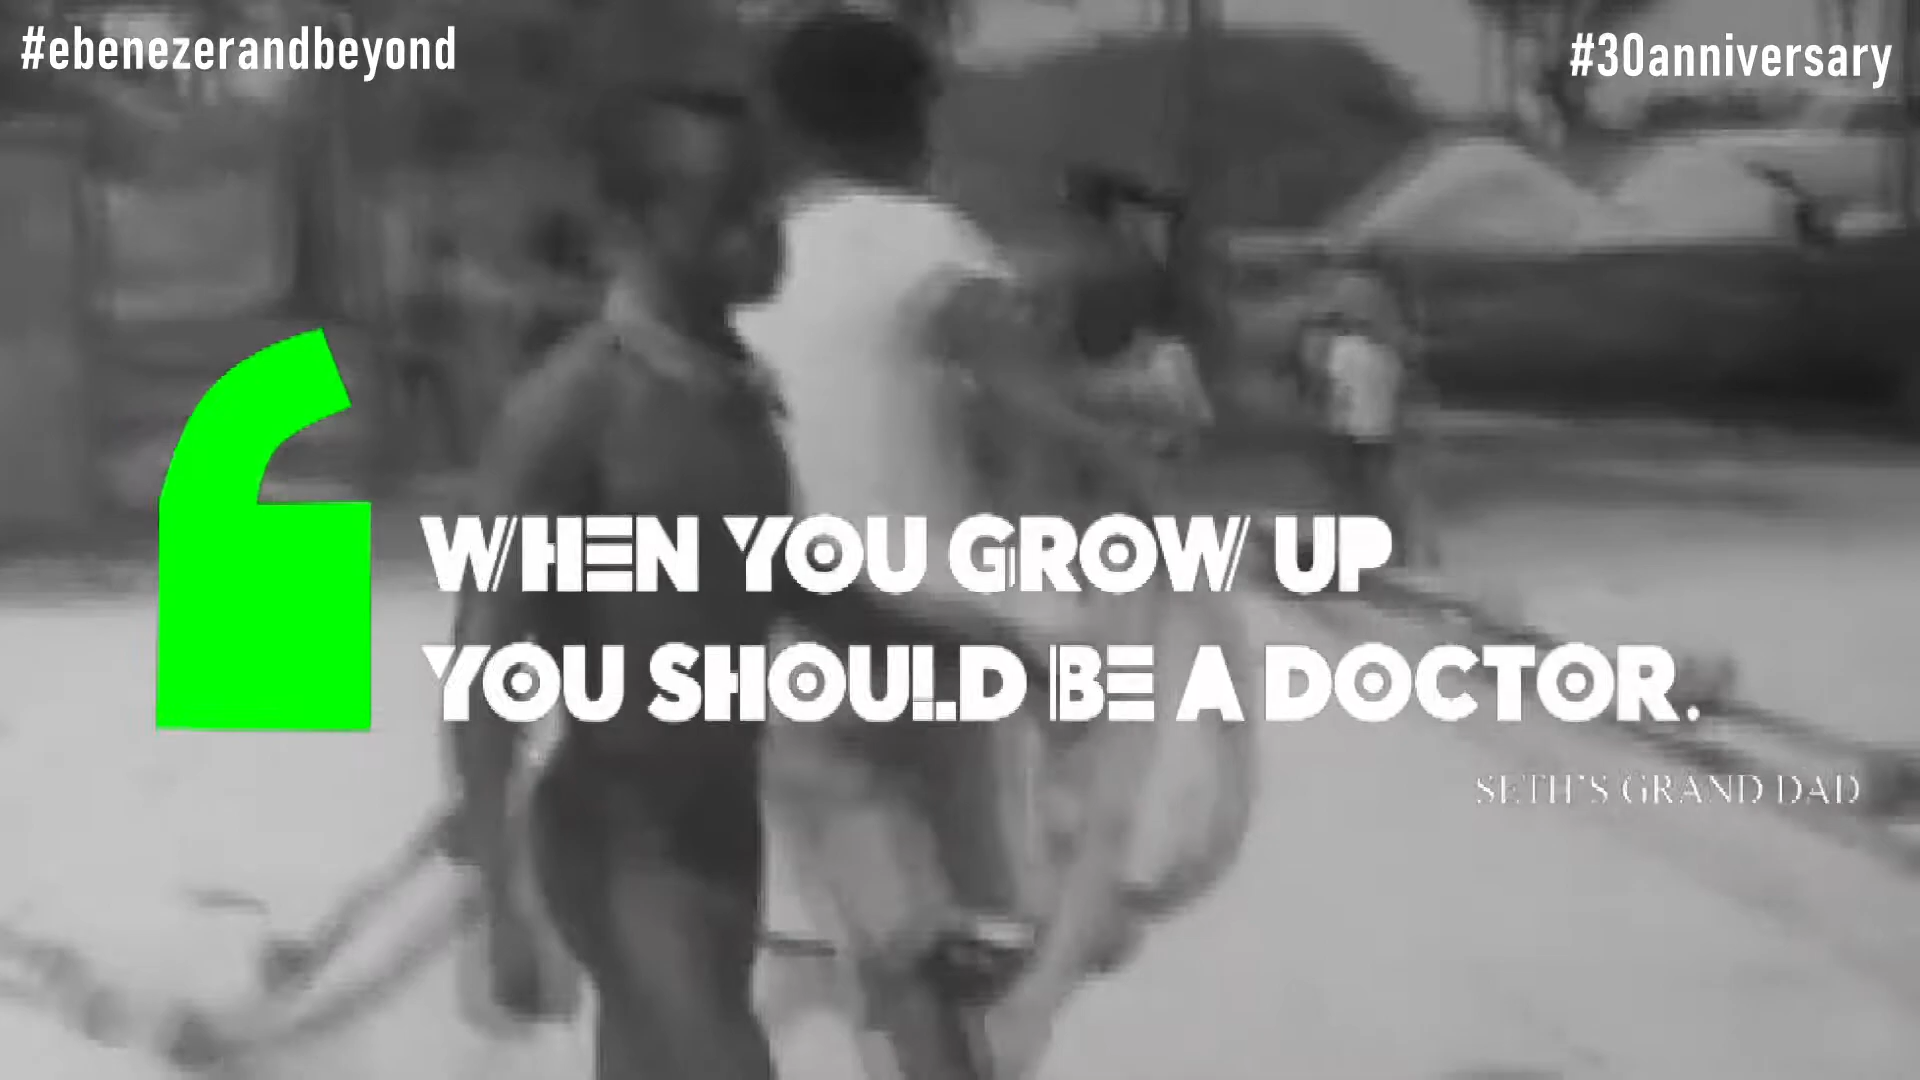 #ebenezerandbeyond
#30anniversary
WHEN YOU GROW UP
YOU SHOULD BE A DOCTOR.
SETH'S GRAND DAD